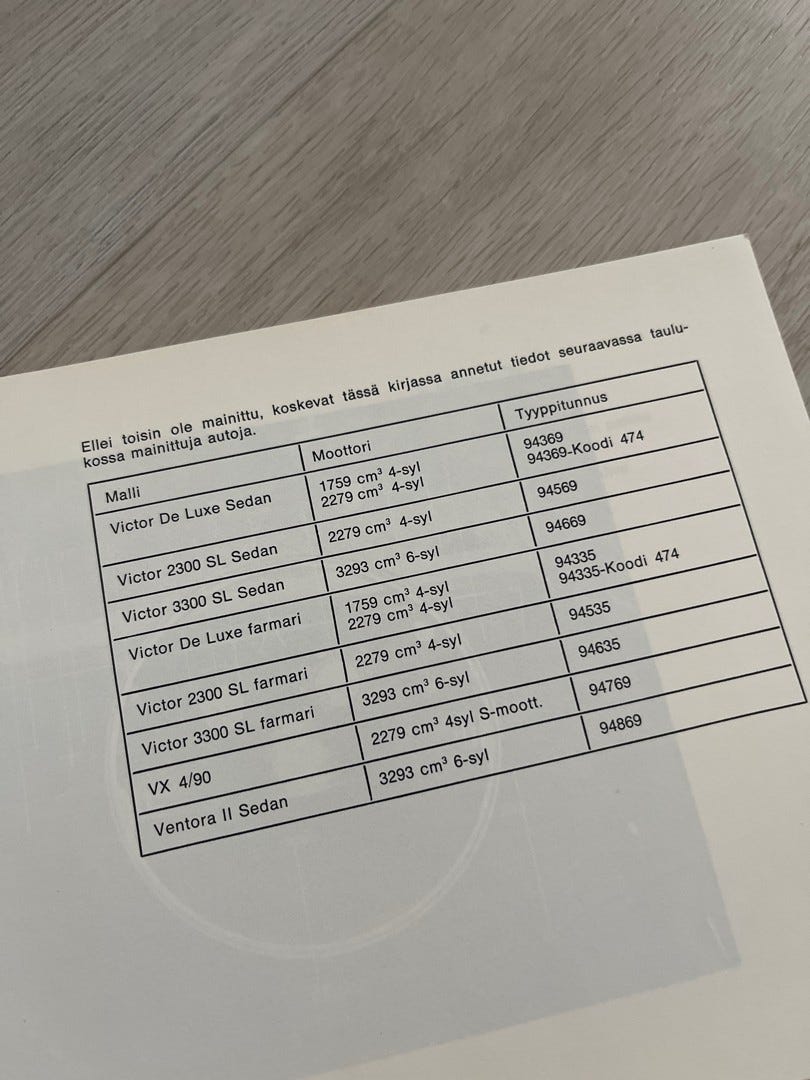 Ellei toisin ole mainittu, koskevat tässä kirjassa annetut tiedot seuraavassa taulu-
kossa mainittuja autoja.
Malli Moottori Tyyppitunnus
Victor De Luxe Sedan 1759 cm³ 4-syl 94369
2279 cm³ 4-syl 94369-Koodi 474
Victor 2300 SL Sedan 2279 cm³ 4-syl 94569
Victor 3300 SL Sedan 3293 cm³ 6-syl 94669
Victor De Luxe farmari 1759 cm³ 4-syl 94335
2279 cm³ 4-syl 94335-Koodi 474
Victor 2300 SL farmari 2279 cm³ 4-syl 94535
Victor 3300 SL farmari 3293 cm³ 6-syl 94635
VX 4/90 2279 cm³ 4syl S-moott. 94769
Ventora II Sedan 3293 cm³ 6-syl 94869